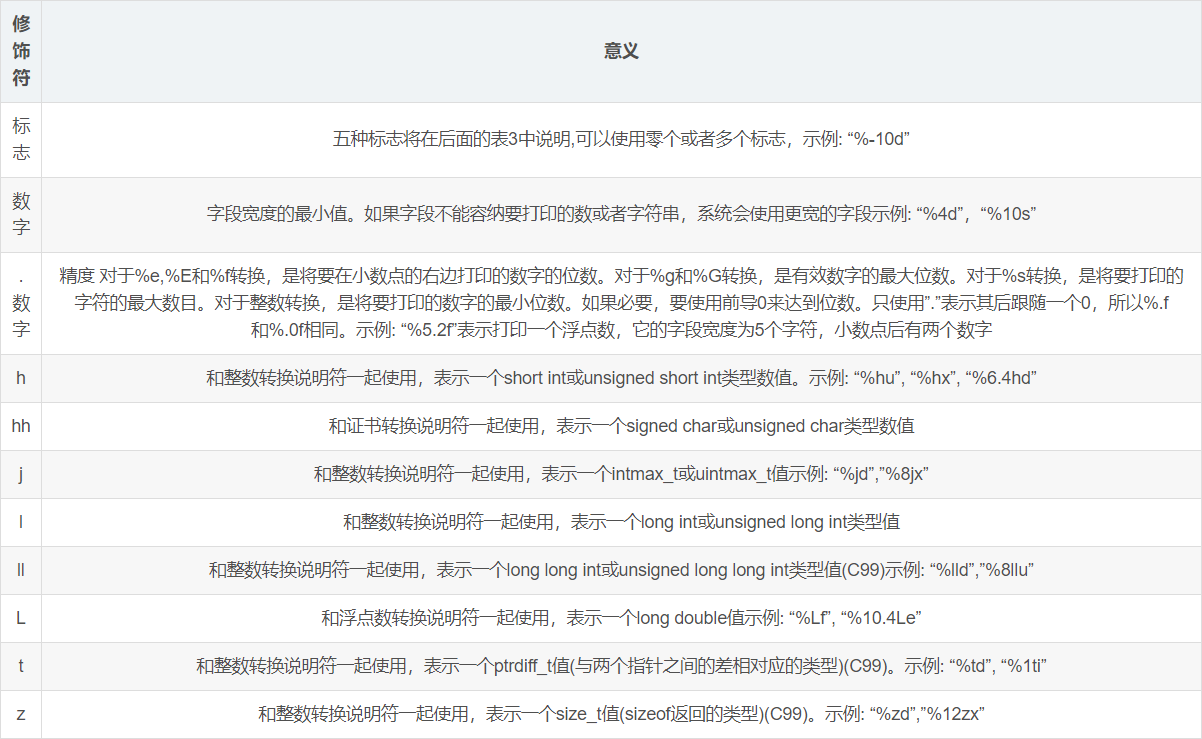 修
饰
符
意义
标
志
五种标志将在后面的表3中说明,可以使用零个或者多个标志，示例: “%-10d”
数
字
字段宽度的最小值。如果字段不能容纳要打印的数或者字符串，系统会使用更宽的字段示例: “%4d”，“%10s”
.
数
字
精度 对于%e,%E和%f转换，是将要在小数点的右边打印的数字的位数。对于%g和%G转换，是有效数字的最大位数。对于%s转换，是将要打印的
字符的最大数目。对于整数转换，是将要打印的数字的最小位数。如果必要，要使用前导0来达到位数。只使用”.”表示其后跟随一个0，所以%.f
和%.0f相同。示例: “%5.2f”表示打印一个浮点数，它的字段宽度为5个字符，小数点后有两个数字
h
和整数转换说明符一起使用，表示一个short int或unsigned short int类型数值。示例: “%hu”, “%hx”, “%6.4hd”
hh
和证书转换说明符一起使用，表示一个signed char或unsigned char类型数值
j
和整数转换说明符一起使用，表示一个intmax_t或uintmax_t值示例: “%jd”,”%8jx”
l
和整数转换说明符一起使用，表示一个long int或unsigned long int类型值
ll
和整数转换说明符一起使用，表示一个long long int或unsigned long long int类型值(C99)示例: “%lld”,”%8llu”
L
和浮点数转换说明符一起使用，表示一个long double值示例: “%Lf”, “%10.4Le”
t
和整数转换说明符一起使用，表示一个ptrdiff_t值(与两个指针之间的差相对应的类型)(C99)。示例: “%td”, “%1ti”
z
和整数转换说明符一起使用，表示一个size_t值(sizeof返回的类型)(C99)。示例: “%zd”,”%12zx”